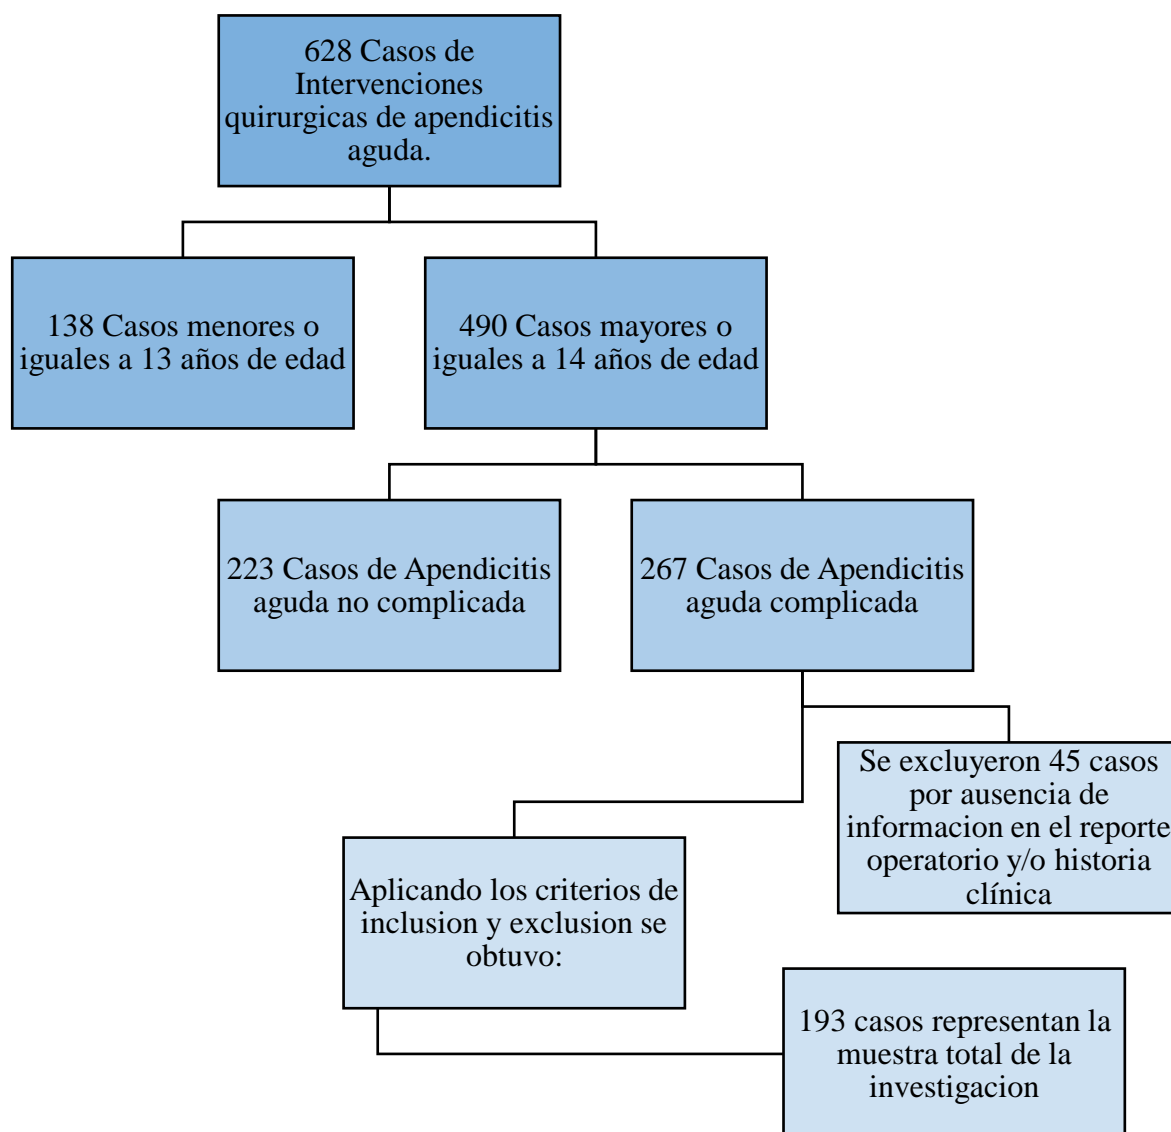 628 Casos de
Intervenciones
quirurgicas de apendicitis
aguda.
138 Casos menores o
iguales a 13 años de edad
490 Casos mayores o
iguales a 14 años de edad
223 Casos de Apendicitis
aguda no complicada
267 Casos de Apendicitis
aguda complicada
Se excluyeron 45 casos
por ausencia de
informacion en el reporte
operatorio y/o historia
clínica
Aplicando los criterios de
inclusion y exclusion se
obtuvo:
193 casos representan la
muestra total de la
investigacion